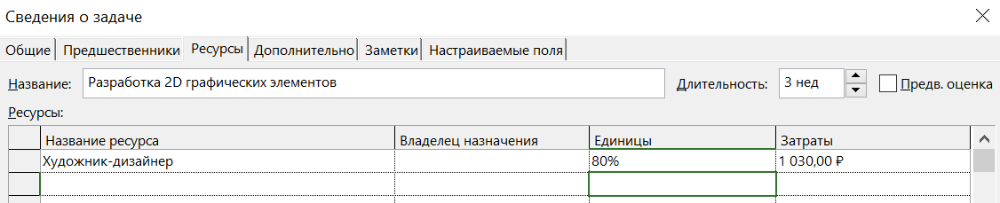 Сведения о задаче
Общие Предшественники Ресурсы Дополнительно Заметки Настраиваемые поля
Название: Разработка 2D графических элементов Длительность: 3 нед Предв. оценка
Ресурсы:
Название ресурса Владелец назначения Единицы Затраты
Художник-дизайнер 80% 1 030,00 ₽